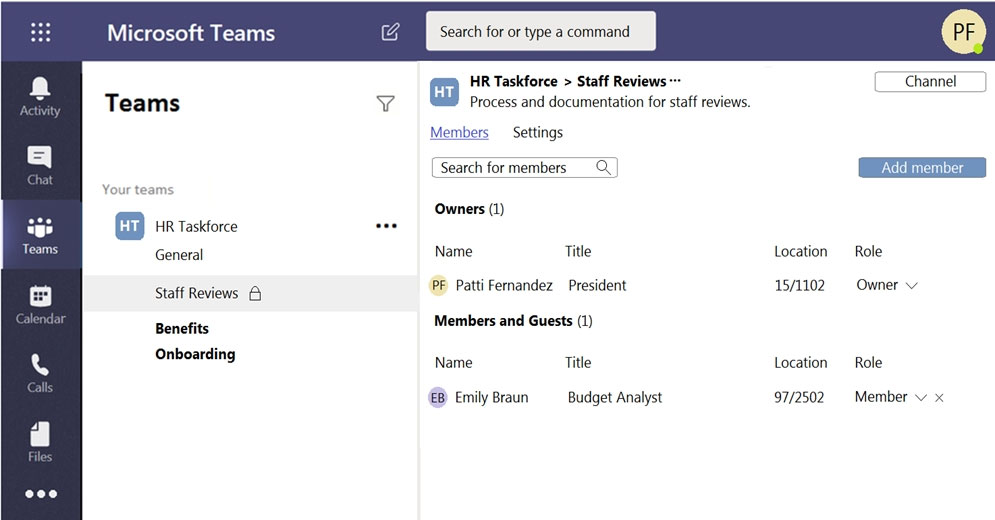 Microsoft Teams
Search for or type a command
PF
Activity
Chat
Teams
Calendar
Calls
Files
Teams
Your teams
HT HR Taskforce
General
Staff Reviews
Benefits
Onboarding
HT
HR Taskforce > Staff Reviews ···
Process and documentation for staff reviews.
Channel
Members Settings
Search for members
Add member
Owners (1)
Name Title Location Role
PF Patti Fernandez President 15/1102 Owner
Members and Guests (1)
Name Title Location Role
EB Emily Braun Budget Analyst 97/2502 Member